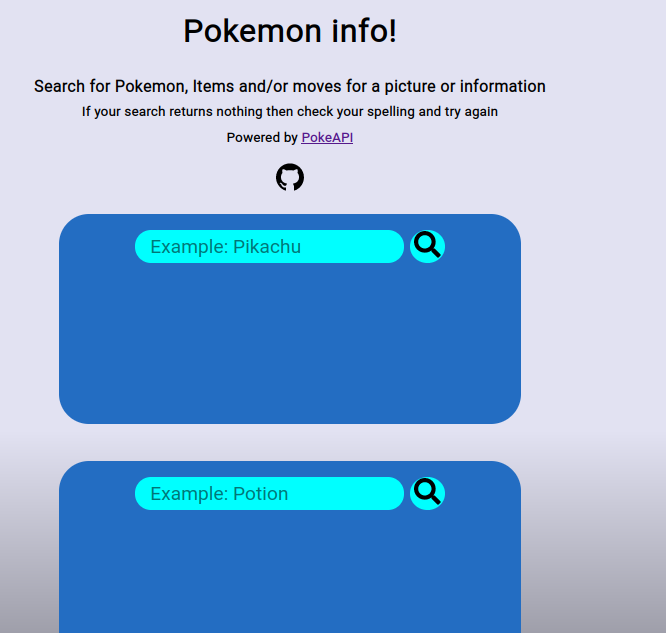 Pokemon info!
Search for Pokemon, Items and/or moves for a picture or information
If your search returns nothing then check your spelling and try again
Powered by PokeAPI
Example: Pikachu
Example: Potion